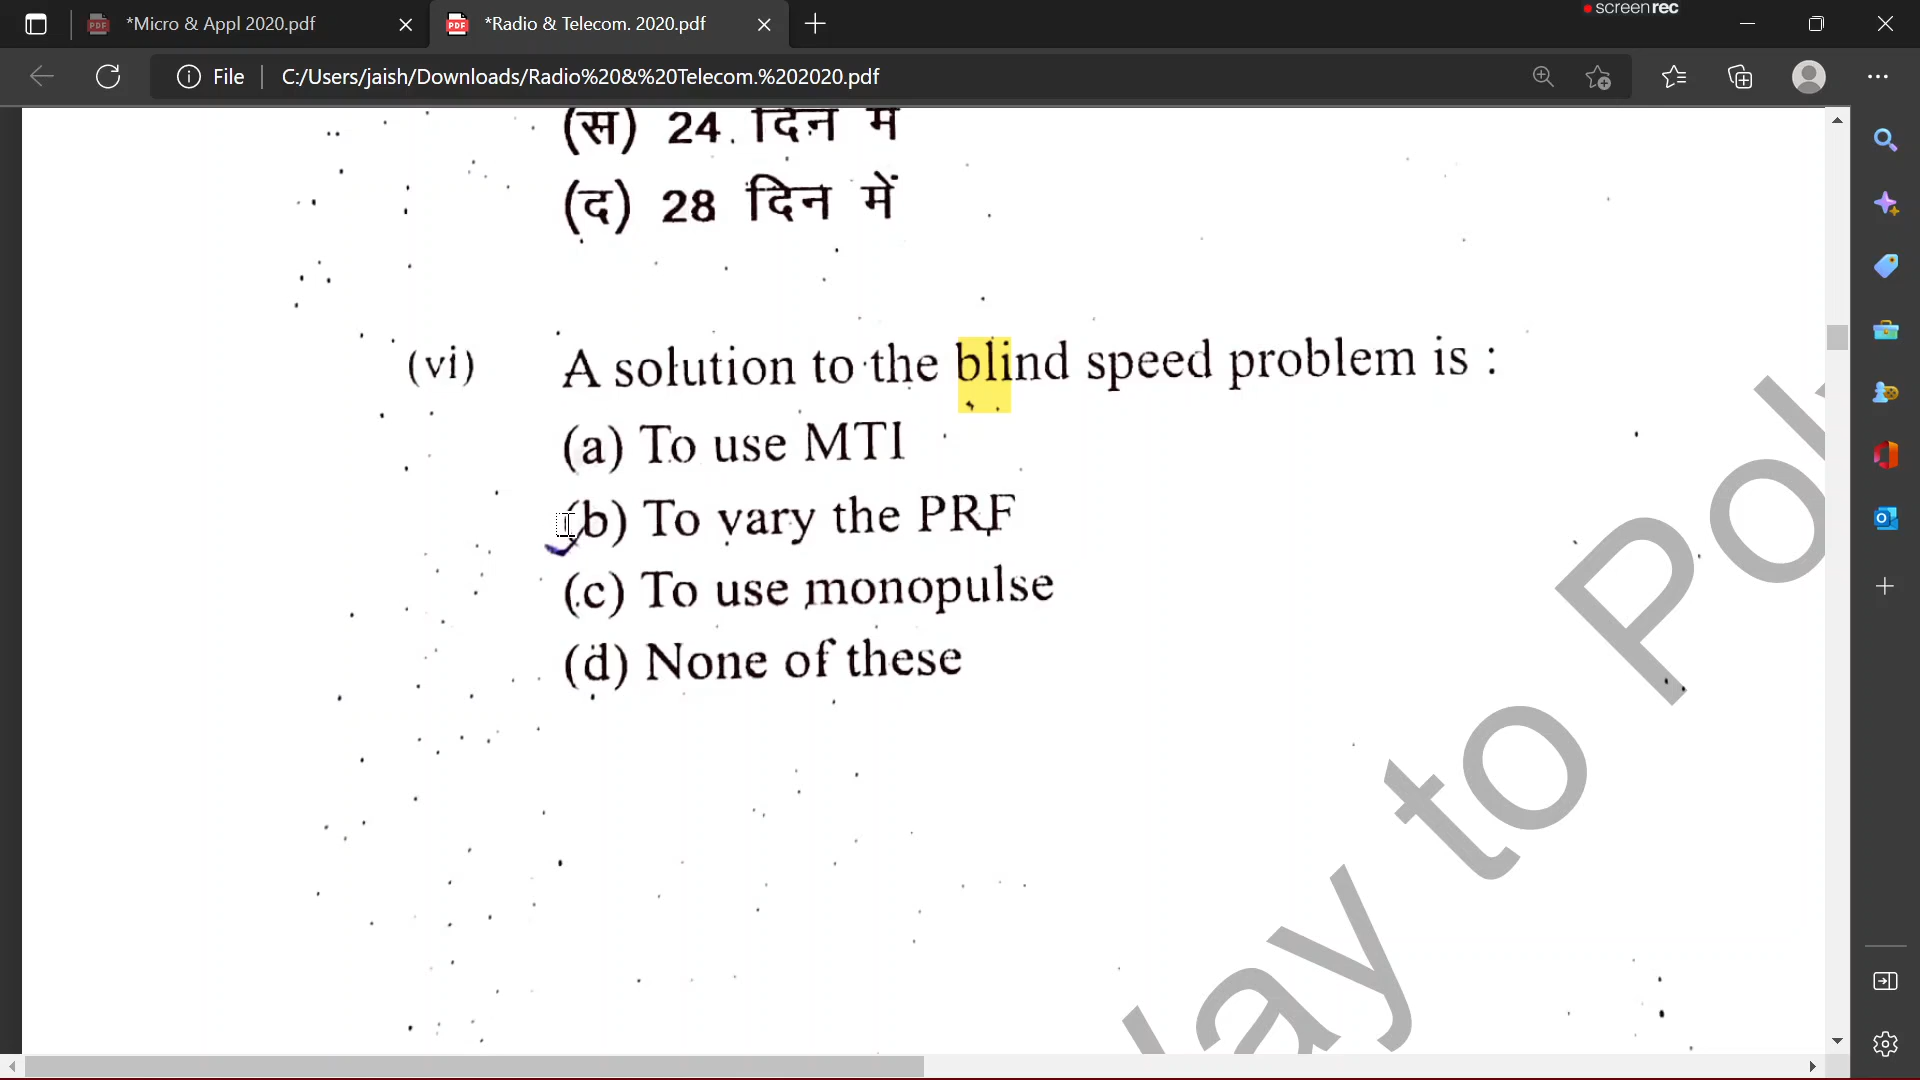 *Micro & Appl 2020.pdf
*Radio & Telecom. 2020.pdf
screenrec
File
C:/Users/jaish/Downloads/Radio%20&%20Telecom.%202020.pdf
(स) 24 दिन में
(द) 28 दिन में
(vi) A solution to the blind speed problem is :
(a) To use MTI
(b) To vary the PRF
(c) To use monopulse
(d) None of these
Way to Pol